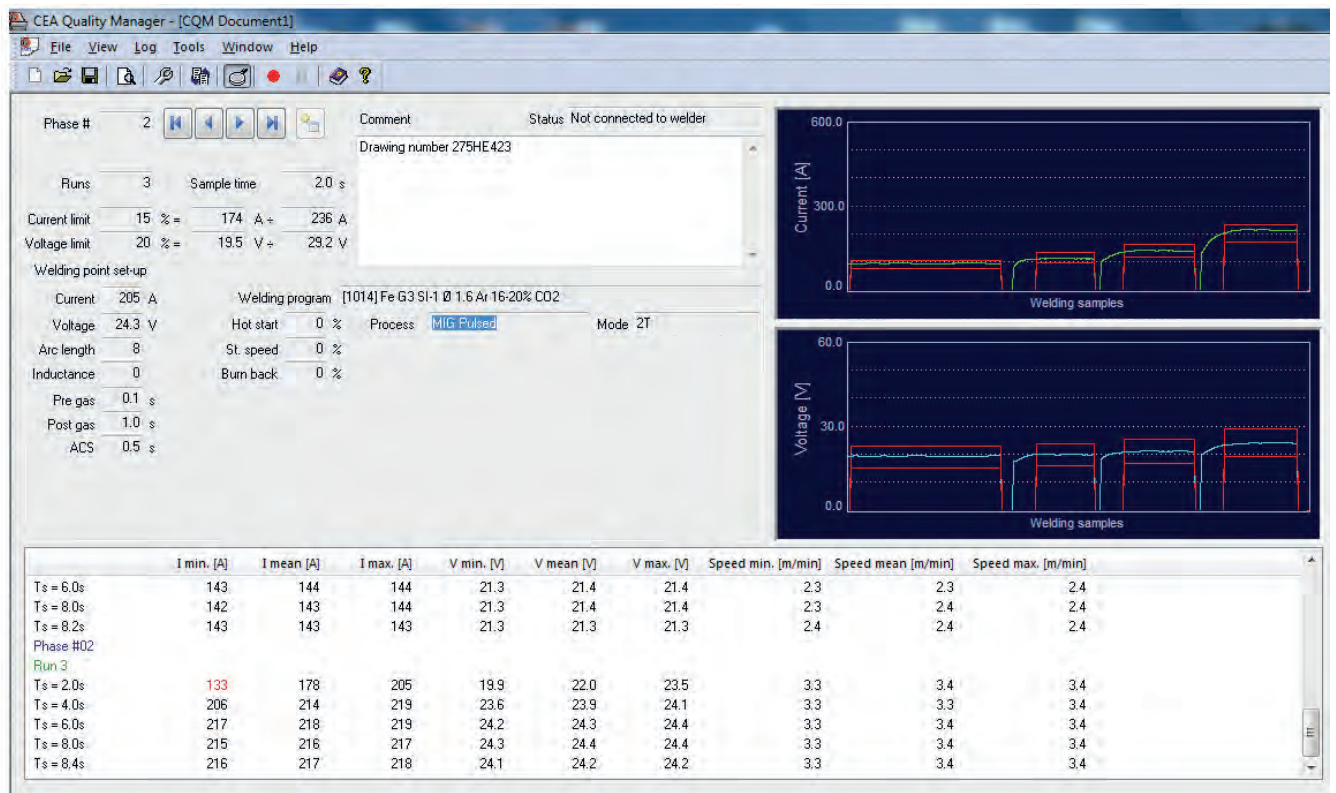 CEA Quality Manager - [CQM Document1]
File View Log Tools Window Help
Phase # 2
Comment
Status Not connected to welder
Drawing number 275HE423
Runs 3 Sample time 2.0 s
Current limit 15 % = 174 A ÷ 236 A
Voltage limit 20 % = 19.5 V ÷ 29.2 V
Welding point set-up
Current 205 A Welding program [1014] Fe G3 SI-1 Ø 1.6 Ar 16-20% CO2
Voltage 24.3 V Hot start 0 % Process MIG Pulsed Mode 2T
Arc length 8 St. speed 0 %
Inductance 0 Burn back 0 %
Pre gas 0.1 s
Post gas 1.0 s
ACS 0.5 s
600.0
Current [A]
300.0
0.0
Welding samples
60.0
Voltage [V]
30.0
0.0
Welding samples
I min. [A] I mean [A] I max. [A] V min. [V] V mean [V] V max. [V] Speed min. [m/min] Speed mean [m/min] Speed max. [m/min]
Ts = 6.0s 143 144 144 21.3 21.4 21.4 2.3 2.3 2.4
Ts = 8.0s 142 143 144 21.3 21.4 21.4 2.3 2.4 2.4
Ts = 8.2s 143 143 143 21.3 21.3 21.3 2.4 2.4 2.4
Phase #02
Run 3
Ts = 2.0s 133 178 205 19.9 22.0 23.5 3.3 3.4 3.4
Ts = 4.0s 206 214 219 23.6 23.9 24.1 3.3 3.3 3.4
Ts = 6.0s 217 218 219 24.2 24.3 24.4 3.3 3.4 3.4
Ts = 8.0s 215 216 217 24.3 24.4 24.4 3.3 3.4 3.4
Ts = 8.4s 216 217 218 24.1 24.2 24.2 3.3 3.4 3.4